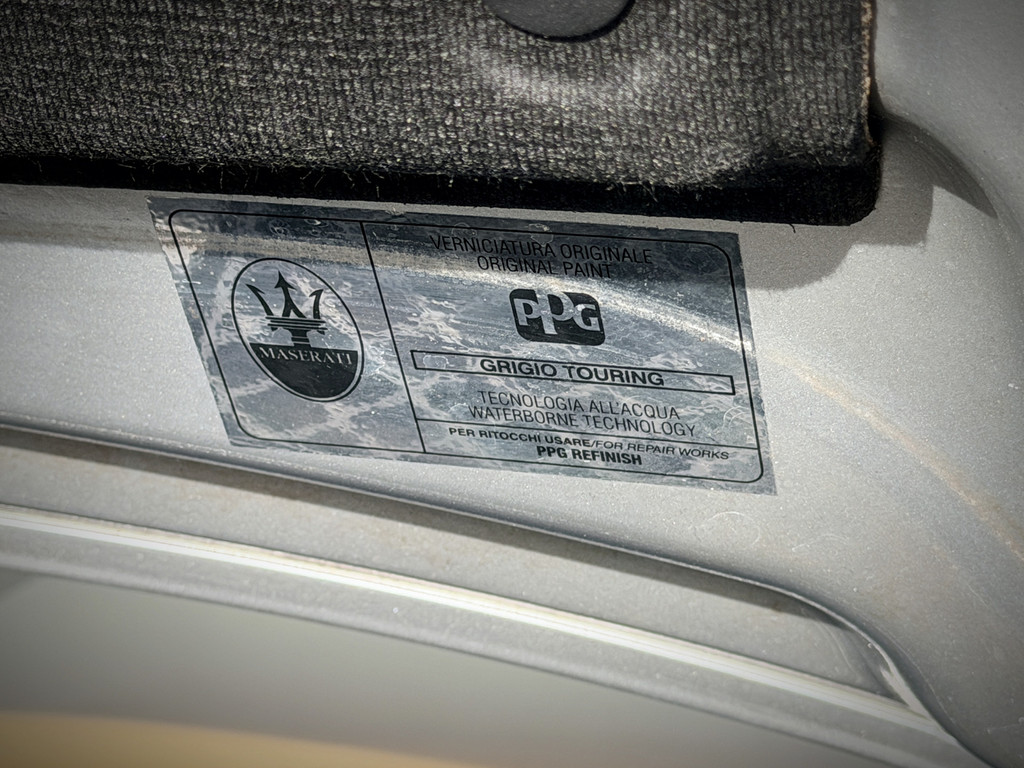 MASERATI
VERNICIATURA ORIGINALE
ORIGINAL PAINT
PPG
GRIGIO TOURING
TECNOLOGIA ALL'ACQUA
WATERBORNE TECHNOLOGY
PER RITOCCHI USARE/FOR REPAIR WORKS
PPG REFINISH